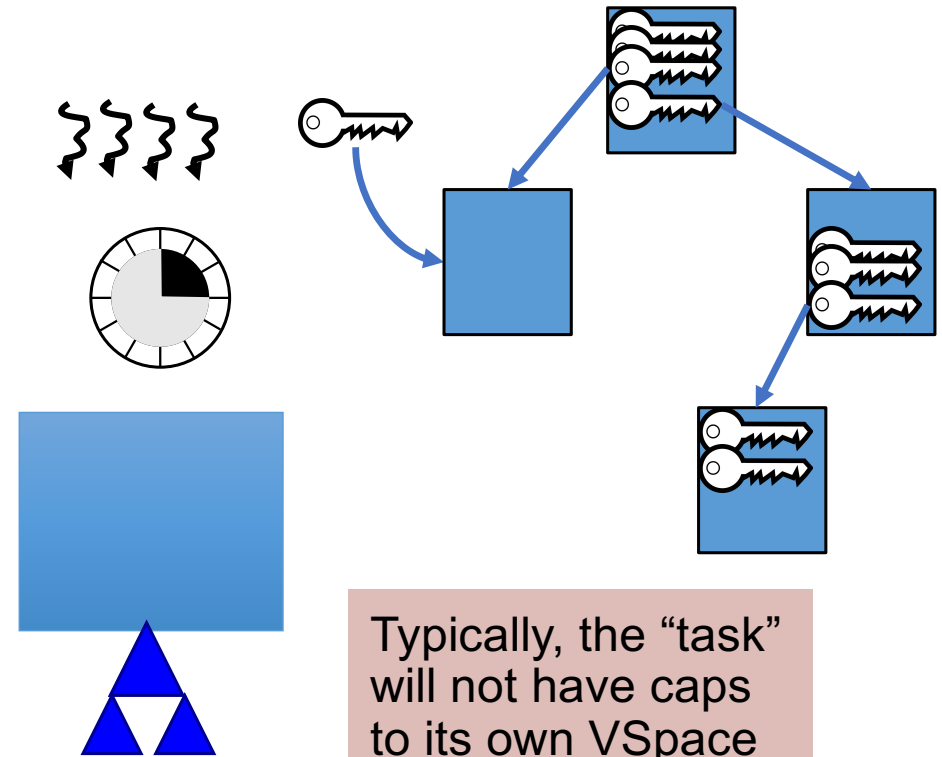 Typically, the “task”
will not have caps
to its own VSpace